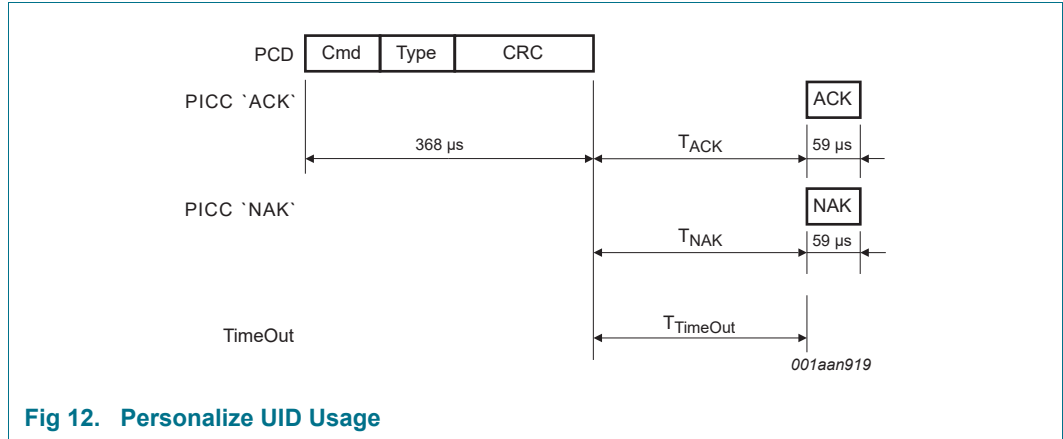 PCD Cmd Type CRC
PICC `ACK` ACK
368 µs TACK 59 µs
PICC `NAK` NAK
TNAK 59 µs
TimeOut TTimeOut
001aan919
Fig 12. Personalize UID Usage